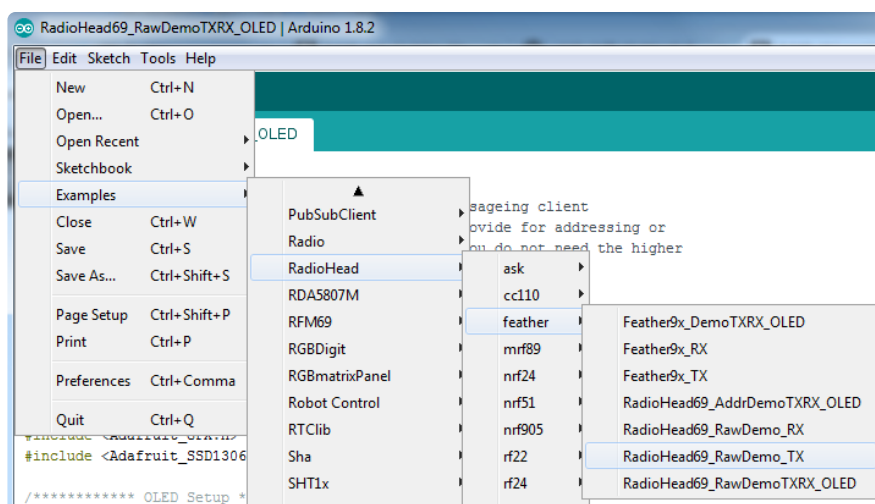 RadioHead69_RawDemoTXRX_OLED | Arduino 1.8.2
File Edit Sketch Tools Help
New Ctrl+N
Open... Ctrl+O
Open Recent
Sketchbook
Examples
Close Ctrl+W
Save Ctrl+S
Save As... Ctrl+Shift+S
Page Setup Ctrl+Shift+P
Print Ctrl+P
Preferences Ctrl+Comma
Quit Ctrl+Q
_OLED
PubSubClient
Radio
RadioHead
RDA5807M
RFM69
RGBDigit
RGBmatrixPanel
Robot Control
RTClib
Sha
SHT1x
ask
cc110
feather
mrf89
nrf24
nrf51
nrf905
rf22
rf24
Feather9x_DemoTXRX_OLED
Feather9x_RX
Feather9x_TX
RadioHead69_AddrDemoTXRX_OLED
RadioHead69_RawDemo_RX
RadioHead69_RawDemo_TX
RadioHead69_RawDemoTXRX_OLED
sageing client
ovide for addressing or
ou do not need the higher
#include <Adafruit_GFX.h>
#include <Adafruit_SSD1306
/************ OLED Setup *